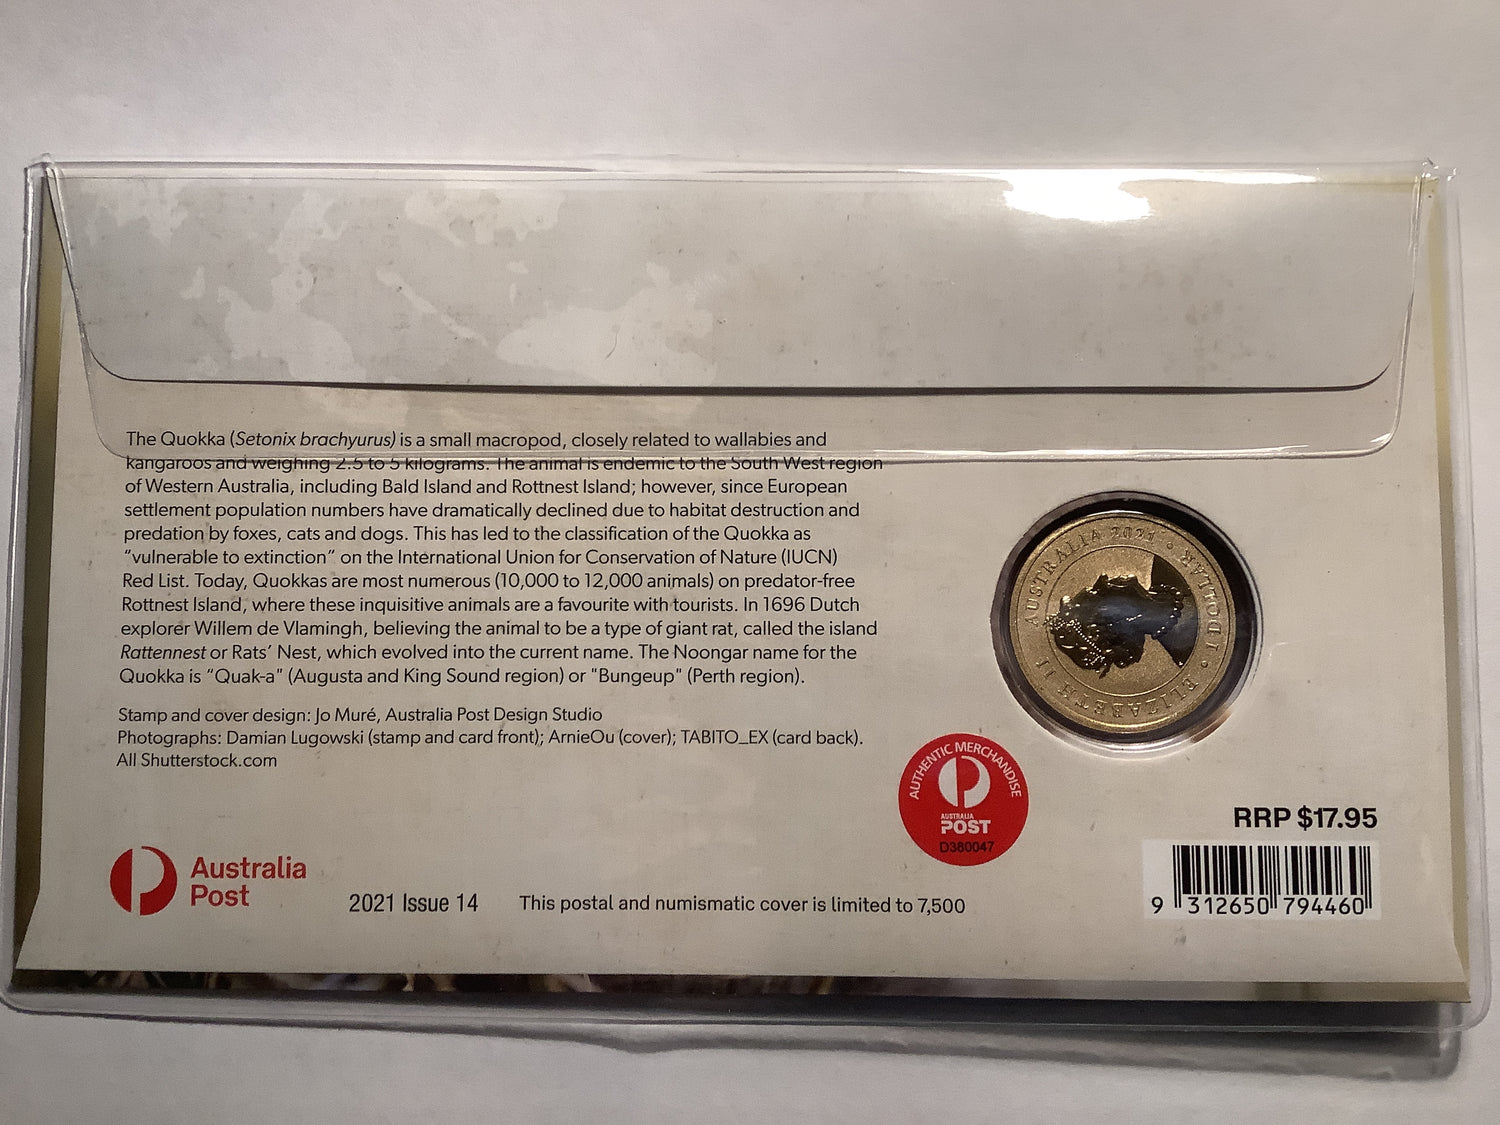 The Quokka (Setonix brachyurus) is a small macropod, closely related to wallabies and
kangaroos and weighing 2.5 to 5 kilograms. The animal is endemic to the South West region
of Western Australia, including Bald Island and Rottnest Island; however, since European
settlement population numbers have dramatically declined due to habitat destruction and
predation by foxes, cats and dogs. This has led to the classification of the Quokka as
“vulnerable to extinction” on the International Union for Conservation of Nature (IUCN)
Red List. Today, Quokkas are most numerous (10,000 to 12,000 animals) on predator-free
Rottnest Island, where these inquisitive animals are a favourite with tourists. In 1696 Dutch
explorer Willem de Vlamingh, believing the animal to be a type of giant rat, called the island
Rattennest or Rats’ Nest, which evolved into the current name. The Noongar name for the
Quokka is “Quak-a" (Augusta and King Sound region) or "Bungeup" (Perth region).
Stamp and cover design: Jo Muré, Australia Post Design Studio
Photographs: Damian Lugowski (stamp and card front); ArnieOu (cover); TABITO_EX (card back).
All Shutterstock.com
AUSTRALIA 2021 • 1 DOLLAR • ELIZABETH II
AUTHENTIC MERCHANDISE
AUSTRALIA
POST
D380047
RRP $17.95
9 312650 794460
Australia
Post
2021 Issue 14
This postal and numismatic cover is limited to 7,500